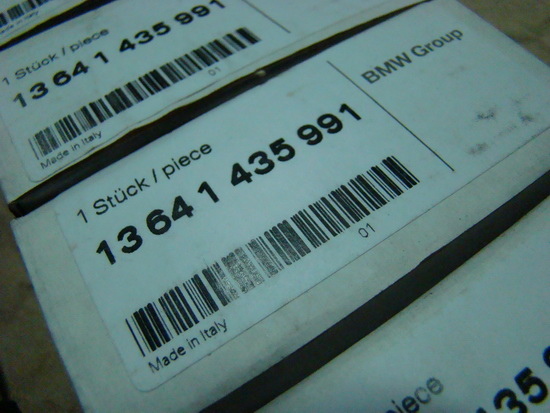 1 Stück / piece
13 64 1 435 991
01
Made in Italy
BMW Group
1 Stück / piece
13 64 1 435 991
01
Made in Italy
piece
435